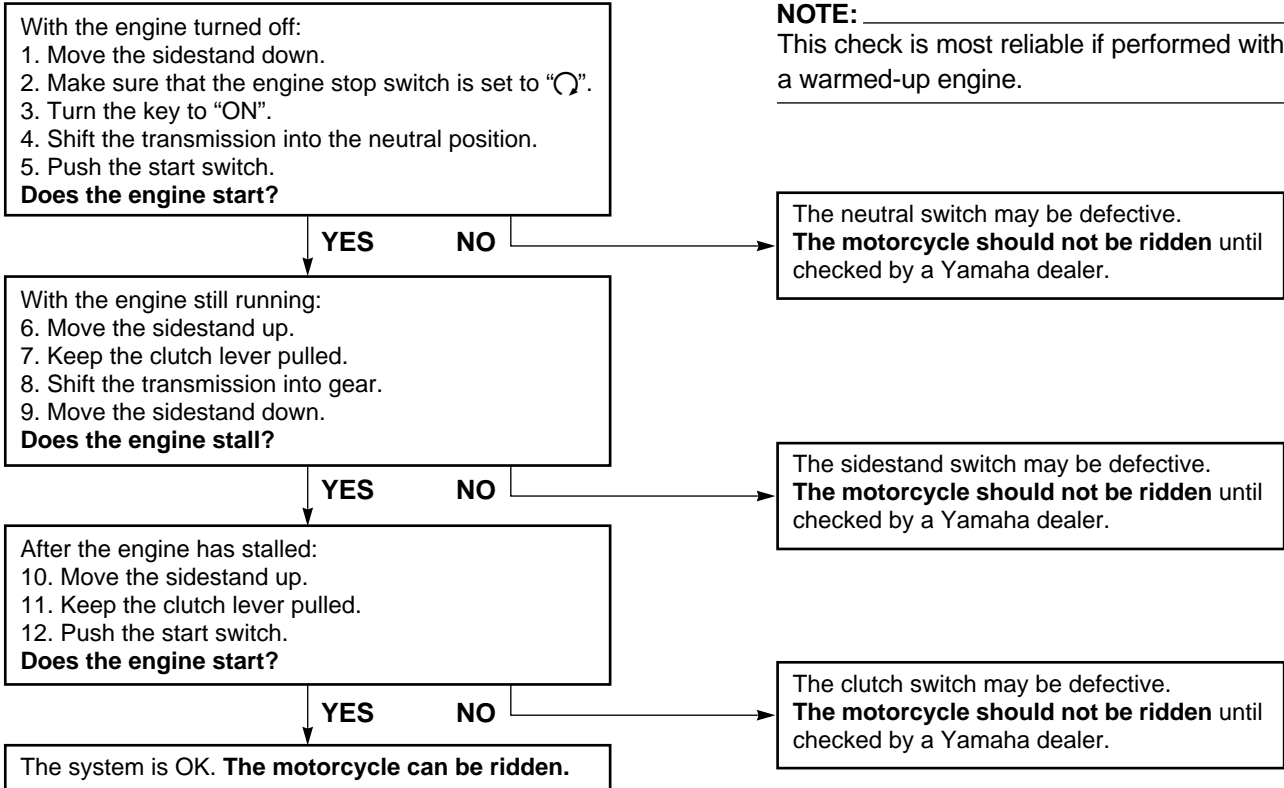 With the engine turned off:
1. Move the sidestand down.
2. Make sure that the engine stop switch is set to “”.
3. Turn the key to “ON”.
4. Shift the transmission into the neutral position.
5. Push the start switch.
Does the engine start?
NOTE:
This check is most reliable if performed with
a warmed-up engine.
YES NO
The neutral switch may be defective.
The motorcycle should not be ridden until
checked by a Yamaha dealer.
With the engine still running:
6. Move the sidestand up.
7. Keep the clutch lever pulled.
8. Shift the transmission into gear.
9. Move the sidestand down.
Does the engine stall?
YES NO
The sidestand switch may be defective.
The motorcycle should not be ridden until
checked by a Yamaha dealer.
After the engine has stalled:
10. Move the sidestand up.
11. Keep the clutch lever pulled.
12. Push the start switch.
Does the engine start?
YES NO
The clutch switch may be defective.
The motorcycle should not be ridden until
checked by a Yamaha dealer.
The system is OK. The motorcycle can be ridden.